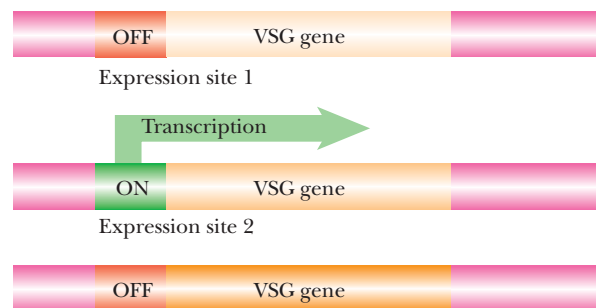 OFF VSG gene
Expression site 1
Transcription
ON VSG gene
Expression site 2
OFF VSG gene